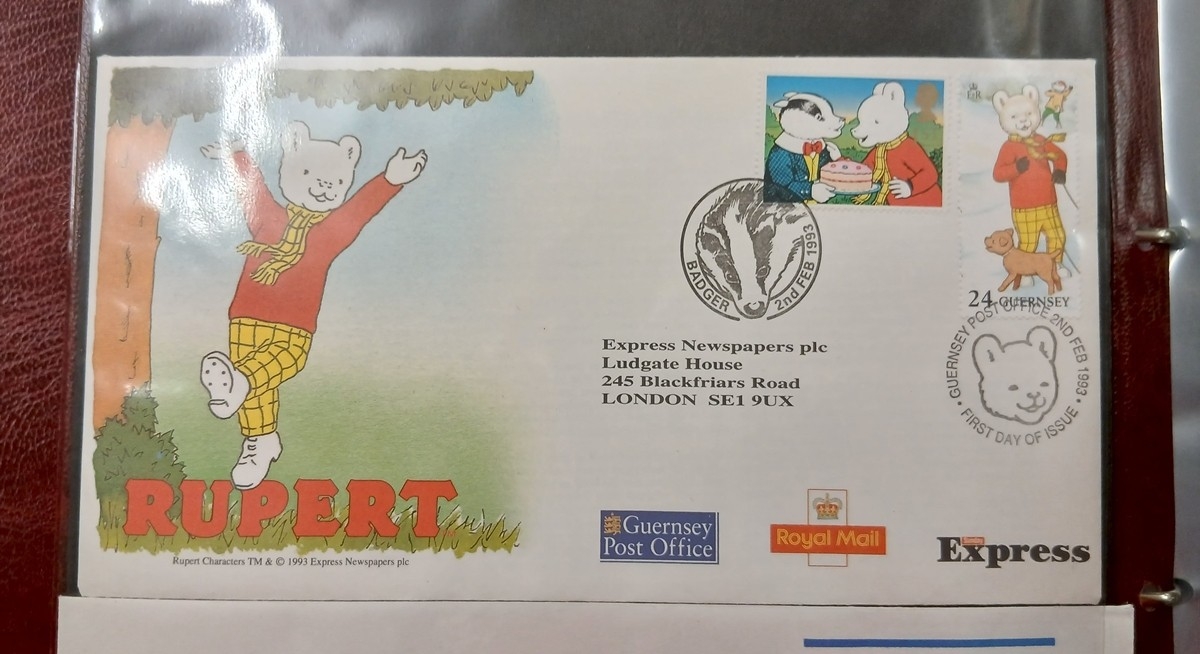 E II R
24 GUERNSEY
BADGER 2nd FEB 1993
GUERNSEY POST OFFICE 2ND FEB 1993
FIRST DAY OF ISSUE
Express Newspapers plc
Ludgate House
245 Blackfriars Road
LONDON SE1 9UX
RUPERT
Rupert Characters TM & © 1993 Express Newspapers plc
Guernsey
Post Office
Royal Mail
Express